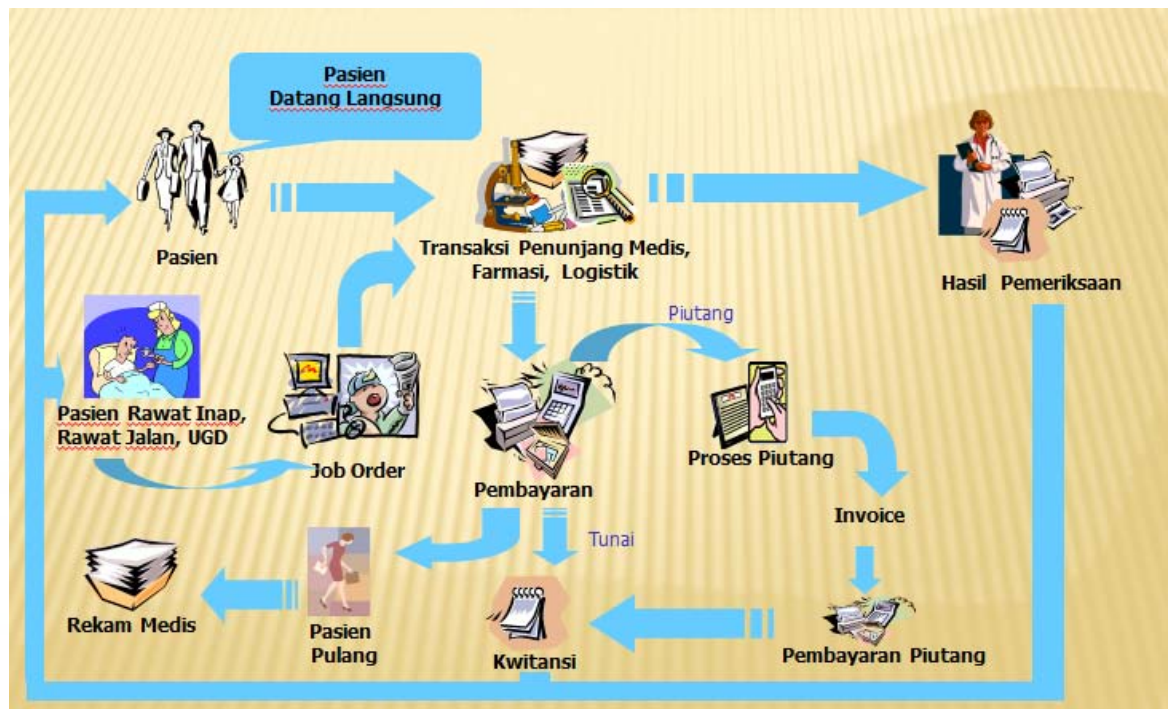 Pasien
Datang Langsung
Pasien
Transaksi Penunjang Medis,
Farmasi, Logistik
Hasil Pemeriksaan
Piutang
Pasien Rawat Inap,
Rawat Jalan, UGD
Job Order
Pembayaran
Proses Piutang
Invoice
Tunai
Rekam Medis
Pasien
Pulang
Kwitansi
Pembayaran Piutang